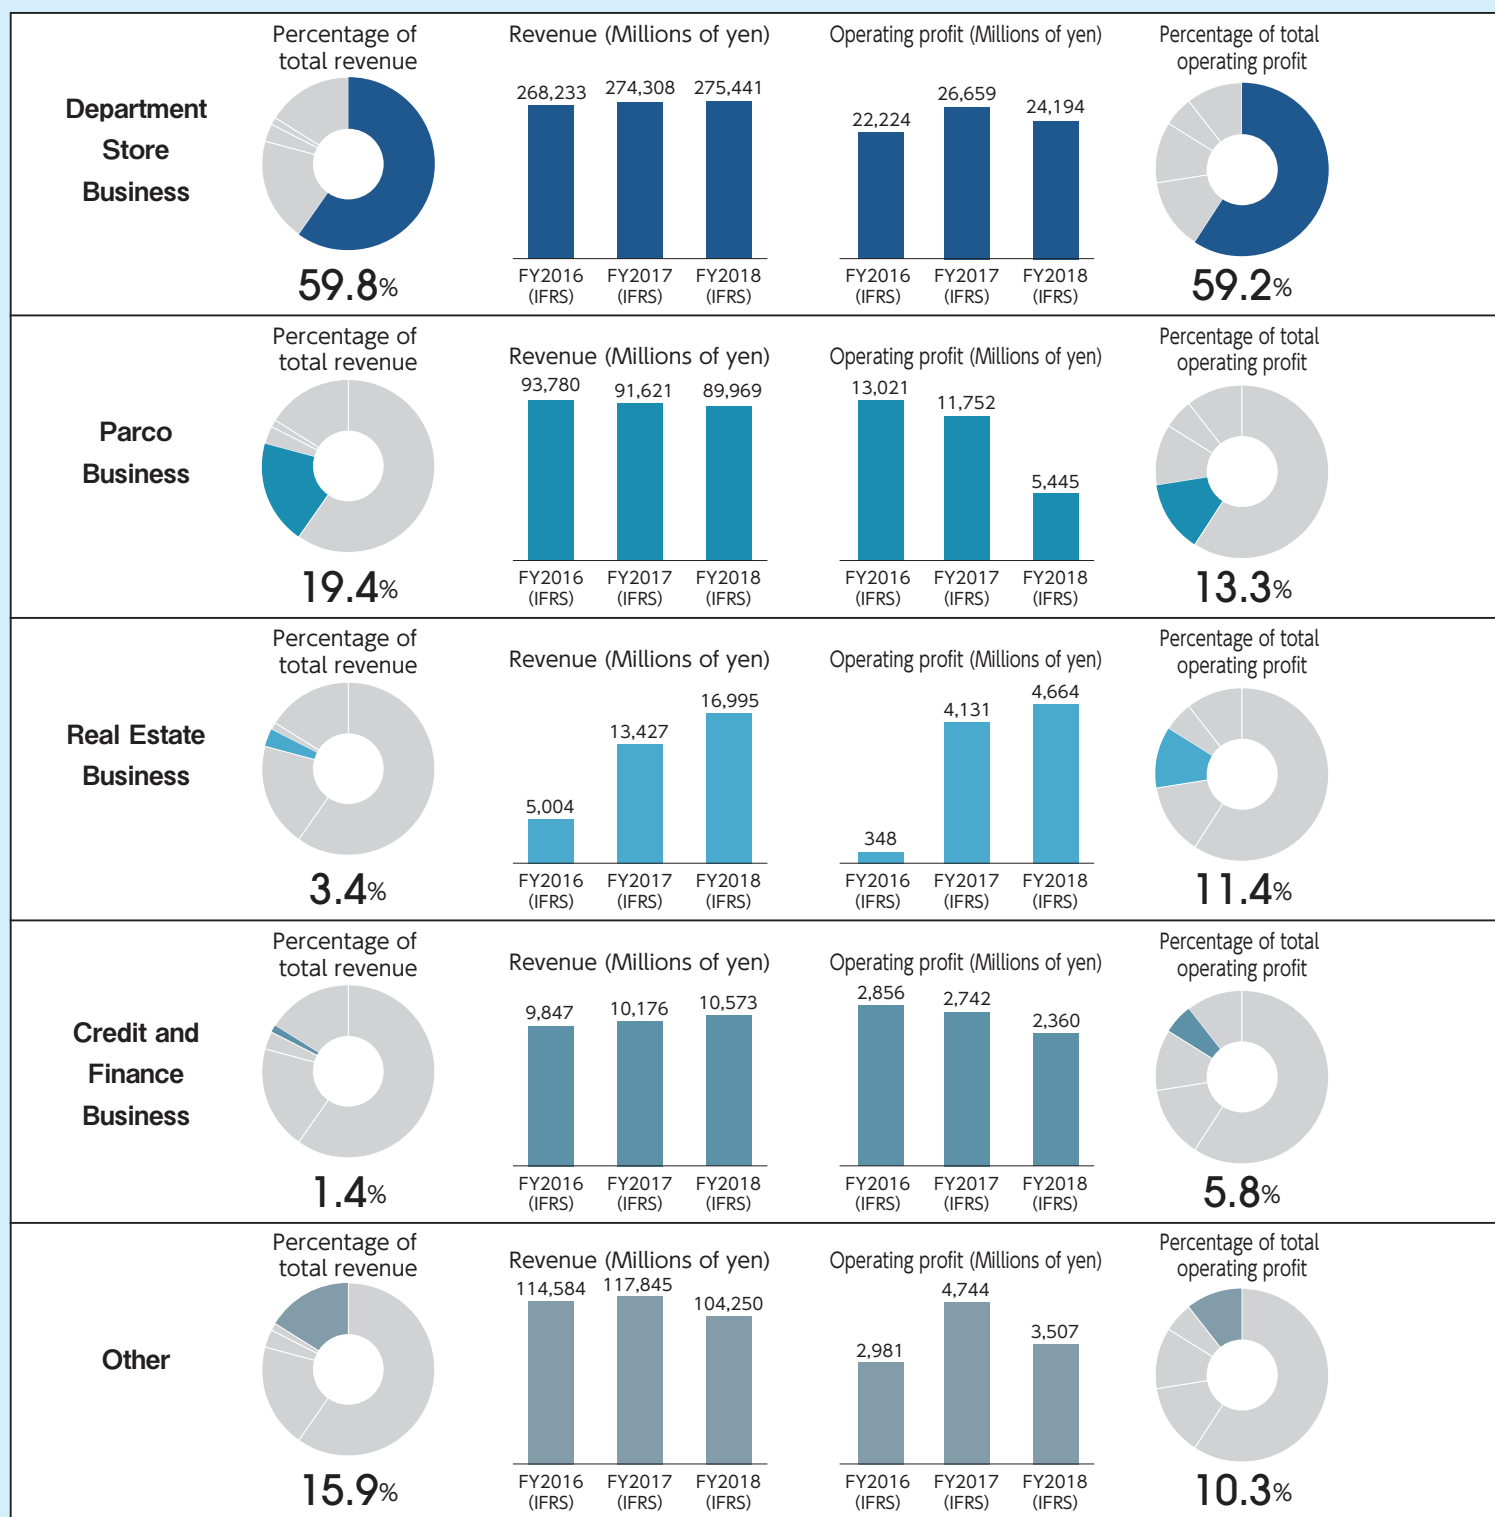 Department
Store
Business
Percentage of
total revenue
59.8%
Revenue (Millions of yen)
268,233 274,308 275,441
FY2016 FY2017 FY2018
(IFRS) (IFRS) (IFRS)
Operating profit (Millions of yen)
22,224 26,659 24,194
FY2016 FY2017 FY2018
(IFRS) (IFRS) (IFRS)
Percentage of total
operating profit
59.2%
Parco
Business
Percentage of
total revenue
19.4%
Revenue (Millions of yen)
93,780 91,621 89,969
FY2016 FY2017 FY2018
(IFRS) (IFRS) (IFRS)
Operating profit (Millions of yen)
13,021 11,752 5,445
FY2016 FY2017 FY2018
(IFRS) (IFRS) (IFRS)
Percentage of total
operating profit
13.3%
Real Estate
Business
Percentage of
total revenue
3.4%
Revenue (Millions of yen)
5,004 13,427 16,995
FY2016 FY2017 FY2018
(IFRS) (IFRS) (IFRS)
Operating profit (Millions of yen)
348 4,131 4,664
FY2016 FY2017 FY2018
(IFRS) (IFRS) (IFRS)
Percentage of total
operating profit
11.4%
Credit and
Finance
Business
Percentage of
total revenue
1.4%
Revenue (Millions of yen)
9,847 10,176 10,573
FY2016 FY2017 FY2018
(IFRS) (IFRS) (IFRS)
Operating profit (Millions of yen)
2,856 2,742 2,360
FY2016 FY2017 FY2018
(IFRS) (IFRS) (IFRS)
Percentage of total
operating profit
5.8%
Other
Percentage of
total revenue
15.9%
Revenue (Millions of yen)
114,584 117,845 104,250
FY2016 FY2017 FY2018
(IFRS) (IFRS) (IFRS)
Operating profit (Millions of yen)
2,981 4,744 3,507
FY2016 FY2017 FY2018
(IFRS) (IFRS) (IFRS)
Percentage of total
operating profit
10.3%